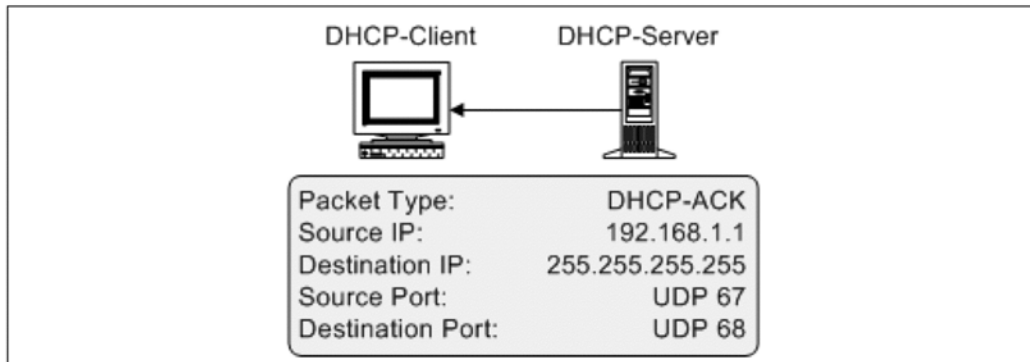 DHCP-Client DHCP-Server
Packet Type: DHCP-ACK
Source IP: 192.168.1.1
Destination IP: 255.255.255.255
Source Port: UDP 67
Destination Port: UDP 68